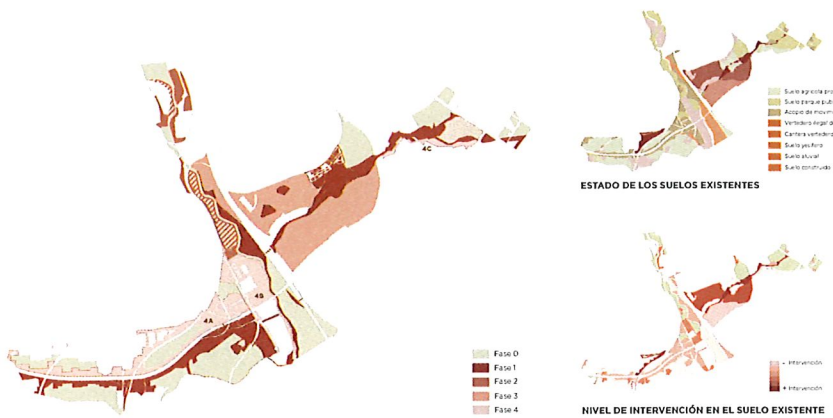 4C
4B
4A
Fase 0
Fase 1
Fase 2
Fase 3
Fase 4
Suelo agrícola
Suelo parque
Acopio de
Vertedero ilegal
Cantera vertedero
Suelo yesífero
Suelo aluvial
Suelo construido
ESTADO DE LOS SUELOS EXISTENTES
- Intervención
+ Intervención
NIVEL DE INTERVENCIÓN EN EL SUELO EXISTENTE